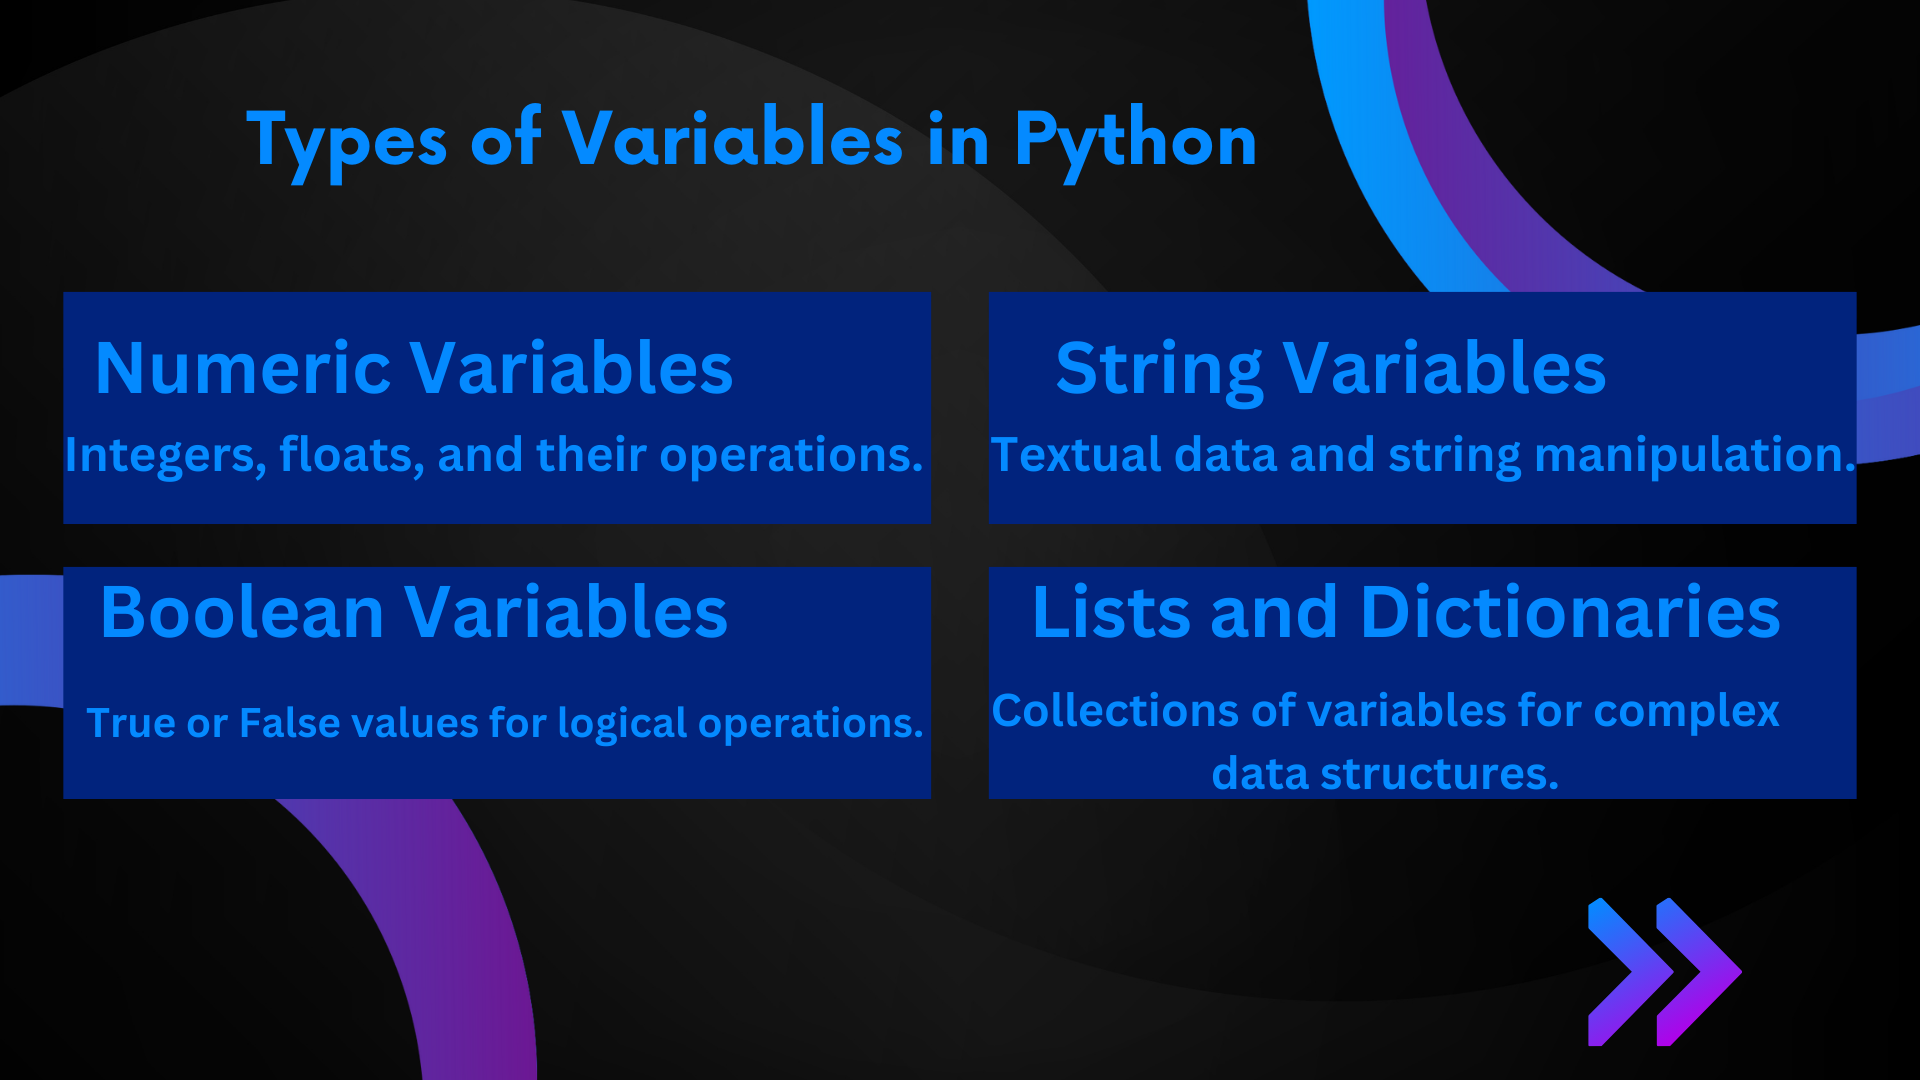 Types of Variables in Python
Numeric Variables
Integers, floats, and their operations.
String Variables
Textual data and string manipulation.
Boolean Variables
True or False values for logical operations.
Lists and Dictionaries
Collections of variables for complex
data structures.